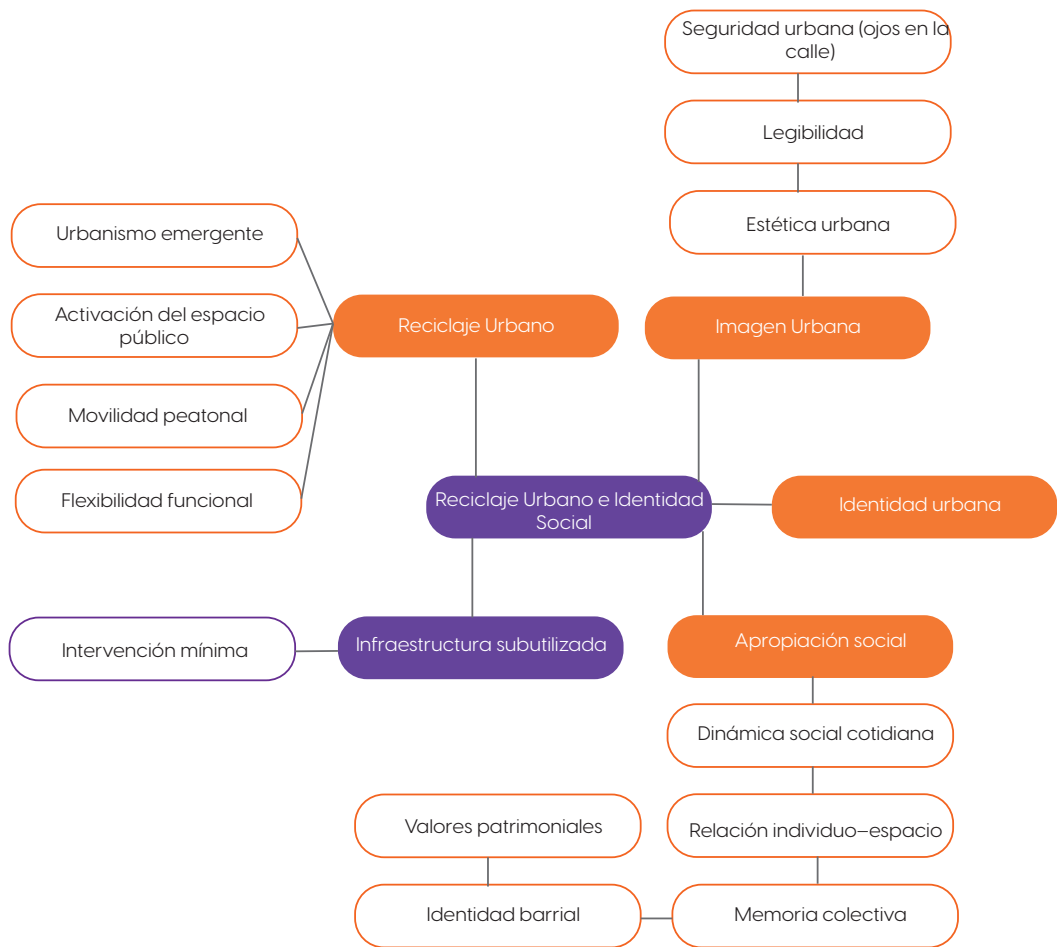 Seguridad urbana (ojos en la
calle)
Legibilidad
Estética urbana
Urbanismo emergente
Activación del espacio
público
Reciclaje Urbano
Imagen Urbana
Movilidad peatonal
Flexibilidad funcional
Reciclaje Urbano e Identidad
Social
Identidad urbana
Intervención mínima
Infraestructura subutilizada
Apropiación social
Dinámica social cotidiana
Valores patrimoniales
Relación individuo–espacio
Identidad barrial
Memoria colectiva